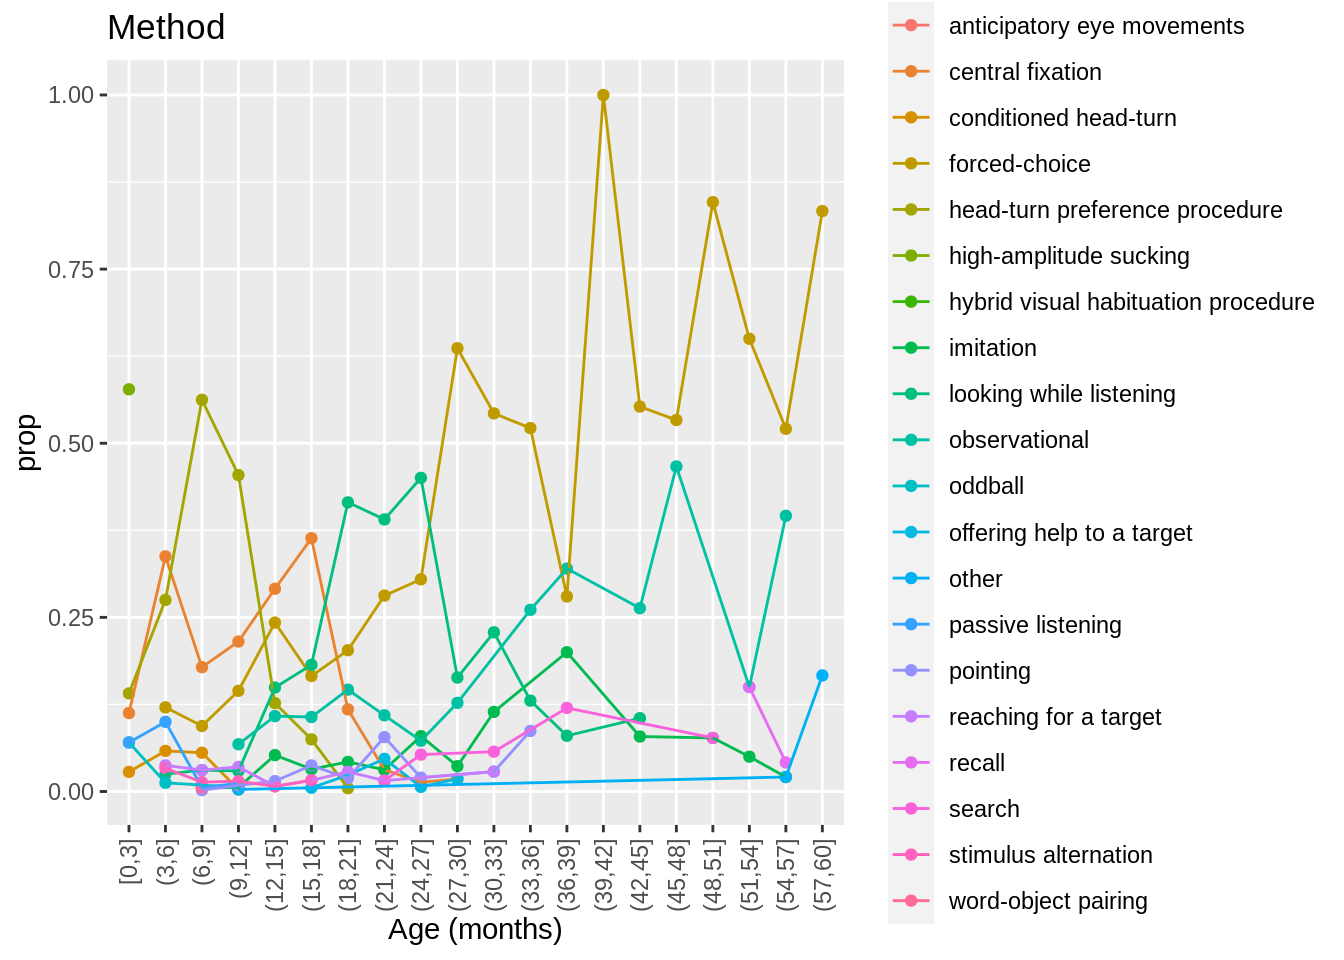 Method
1.00
0.75
0.50
0.25
0.00
prop
[0,3]
(3,6]
(6,9]
(9,12]
(12,15]
(15,18]
(18,21]
(21,24]
(24,27]
(27,30]
(30,33]
(33,36]
(36,39]
(39,42]
(42,45]
(45,48]
(48,51]
(51,54]
(54,57]
(57,60]
Age (months)
anticipatory eye movements
central fixation
conditioned head-turn
forced-choice
head-turn preference procedure
high-amplitude sucking
hybrid visual habituation procedure
imitation
looking while listening
observational
oddball
offering help to a target
other
passive listening
pointing
reaching for a target
recall
search
stimulus alternation
word-object pairing